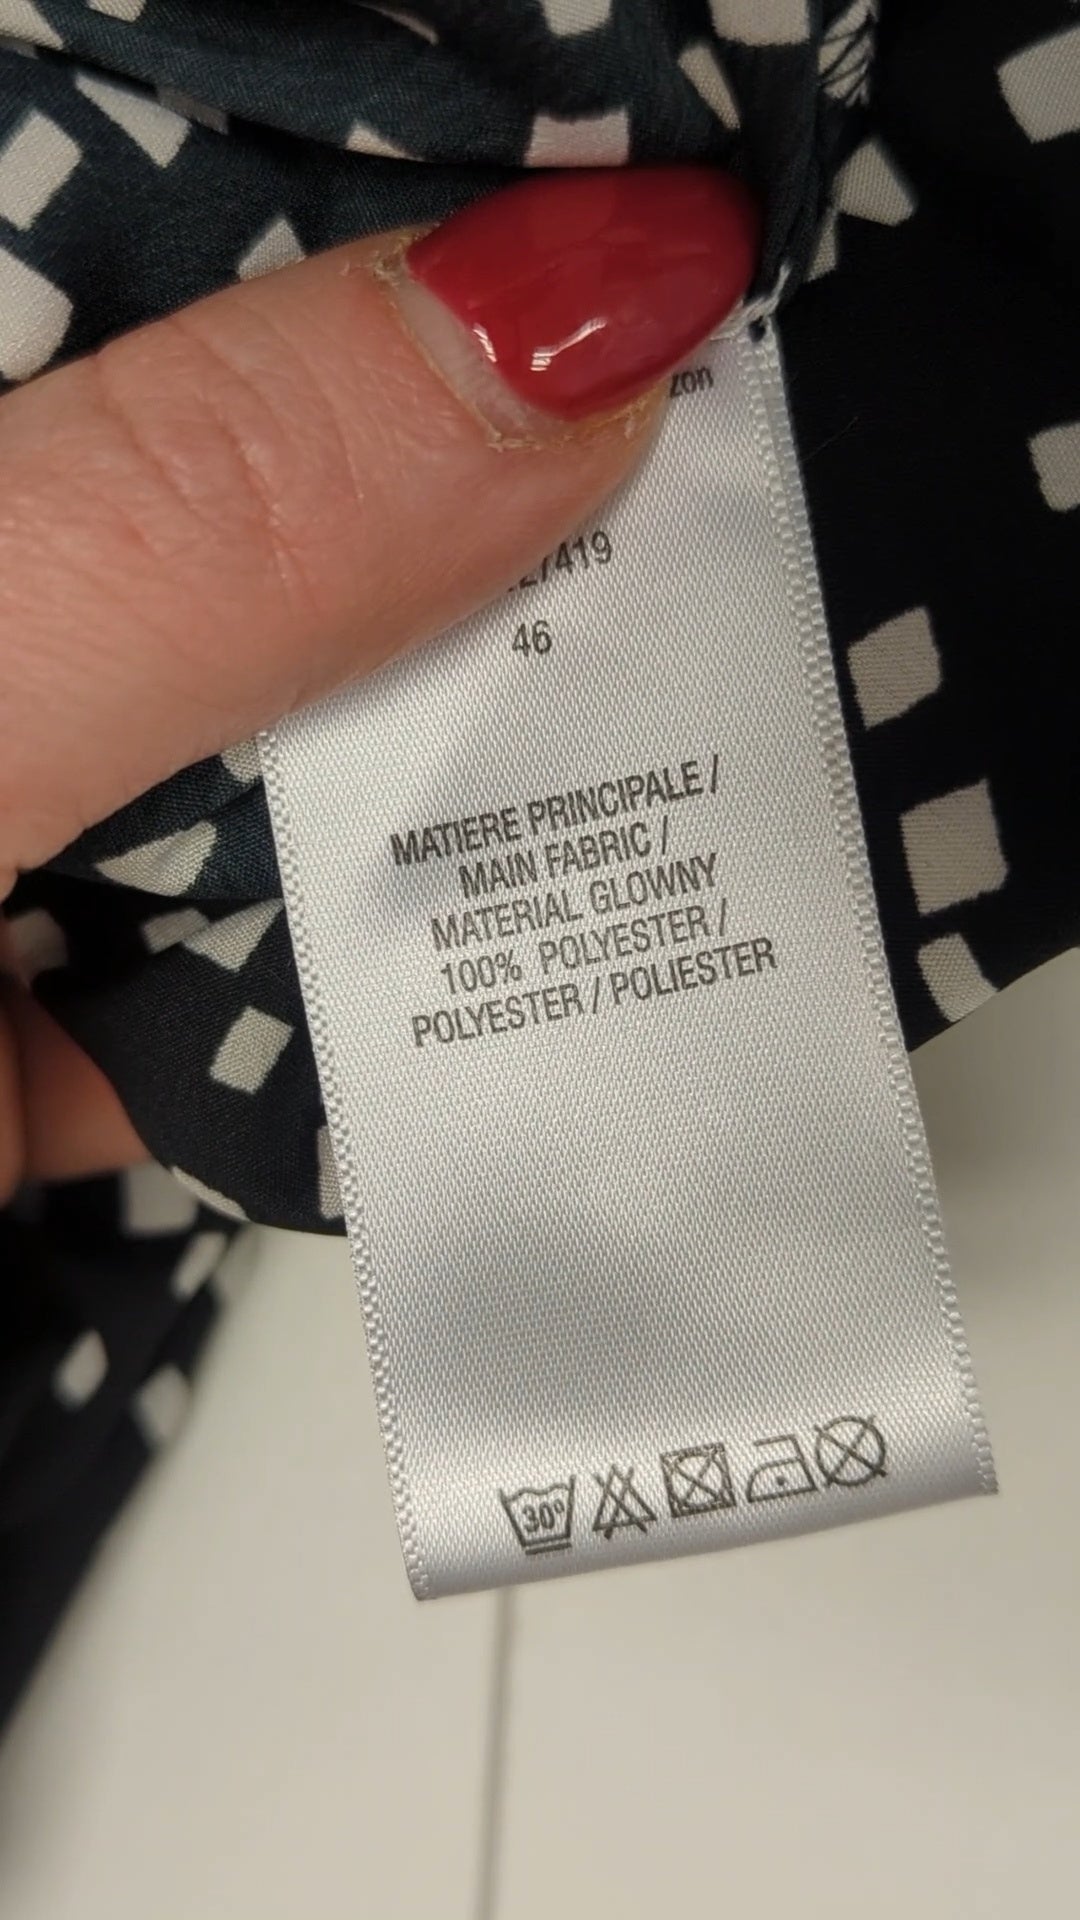 46
MATIERE PRINCIPALE /
MAIN FABRIC /
MATERIAL GLOWNY
100% POLYESTER /
POLYESTER / POLIESTER
30°